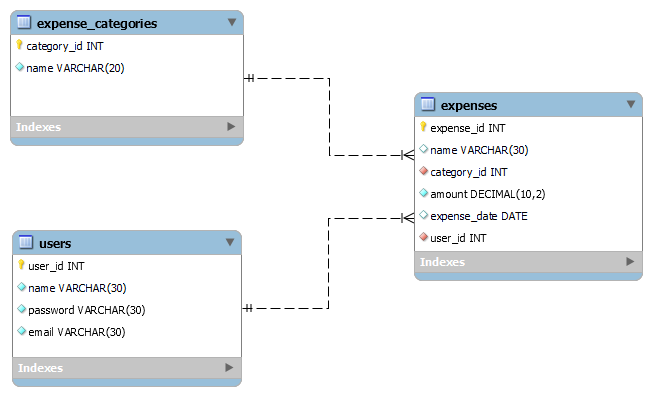 expense_categories
category_id INT
name VARCHAR(20)
Indexes
expenses
expense_id INT
name VARCHAR(30)
category_id INT
amount DECIMAL(10,2)
expense_date DATE
user_id INT
Indexes
users
user_id INT
name VARCHAR(30)
password VARCHAR(30)
email VARCHAR(30)
Indexes